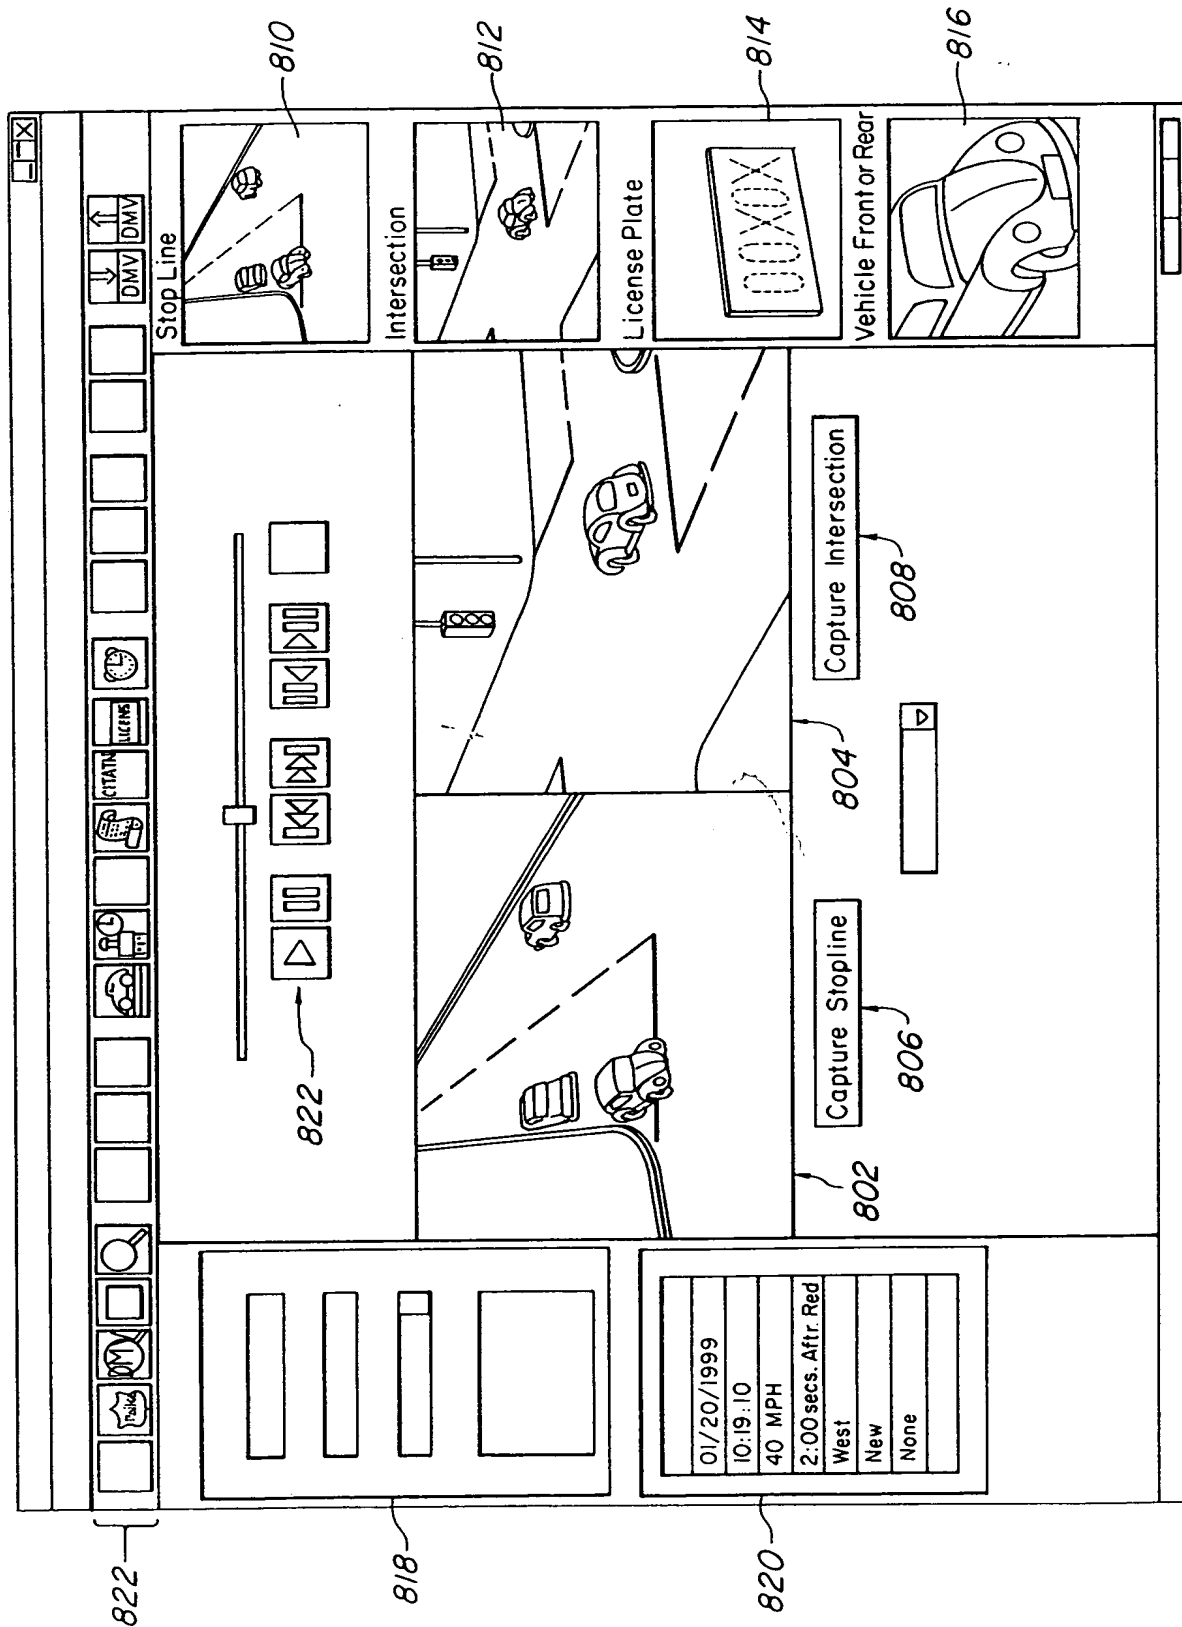 DMV
CITATN
LICENS
DMV
DMV
Stop Line
810
Intersection
812
License Plate
814
Vehicle Front or Rear
816
822
822
818
01/20/1999
10:19:10
40 MPH
2:00 secs. Aftr. Red
West
New
None
820
802
804
Capture Stopline
806
Capture Intersection
808